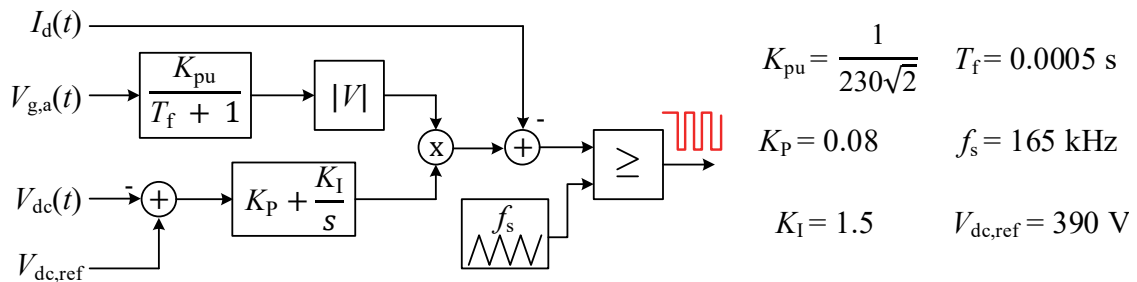 I_d(t)
V_g,a(t)
K_pu
T_f + 1
|V|
x
-
+
≥
V_dc(t)
-
+
K_P + K_I
s
f_s
V_dc,ref
K_pu = 1
230√2
T_f = 0.0005 s
K_P = 0.08
f_s = 165 kHz
K_I = 1.5
V_dc,ref = 390 V